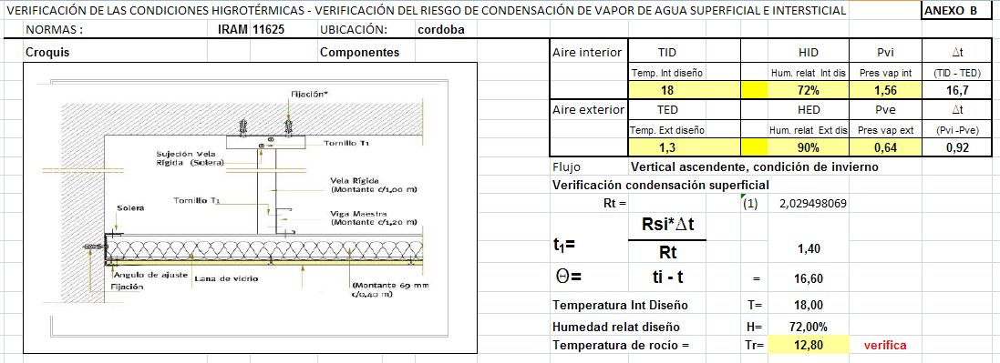 VERIFICACIÓN DE LAS CONDICIONES HIGROTÉRMICAS - VERIFICACIÓN DEL RIESGO DE CONDENSACIÓN DE VAPOR DE AGUA SUPERFICIAL E INTERSTICIAL
ANEXO B
NORMAS : IRAM 11625 UBICACIÓN: cordoba
Croquis Componentes
Fijación*
Tornillo T1
Sujeción Vela
Rígida (Solera)
Vela Rígida
(Montante c/1,00 m)
Tornillo T1
Solera
Viga Maestra
(Montante c/1,20 m)
Angulo de ajuste
Lana de vidrio
Fijación
(Montante 69 mm
c/0,40 m)
Aire interior TID HID Pvi Δt
Temp. Int diseño Hum. relat Int dis Pres vap int (TID - TED)
18 72% 1,56 16,7
Aire exterior TED HED Pve Δt
Temp. Ext diseño Hum. relat Ext dis Pres vap ext (Pvi -Pve)
1,3 90% 0,64 0,92
Flujo Vertical ascendente, condición de invierno
Verificación condensación superficial
Rt = (1) 2,029498069
Rsi*Δt
t1= 1,40
Rt
Θ= ti - t = 16,60
Temperatura Int Diseño T= 18,00
Humedad relat diseño H= 72,00%
Temperatura de rocío = Tr= 12,80 verifica